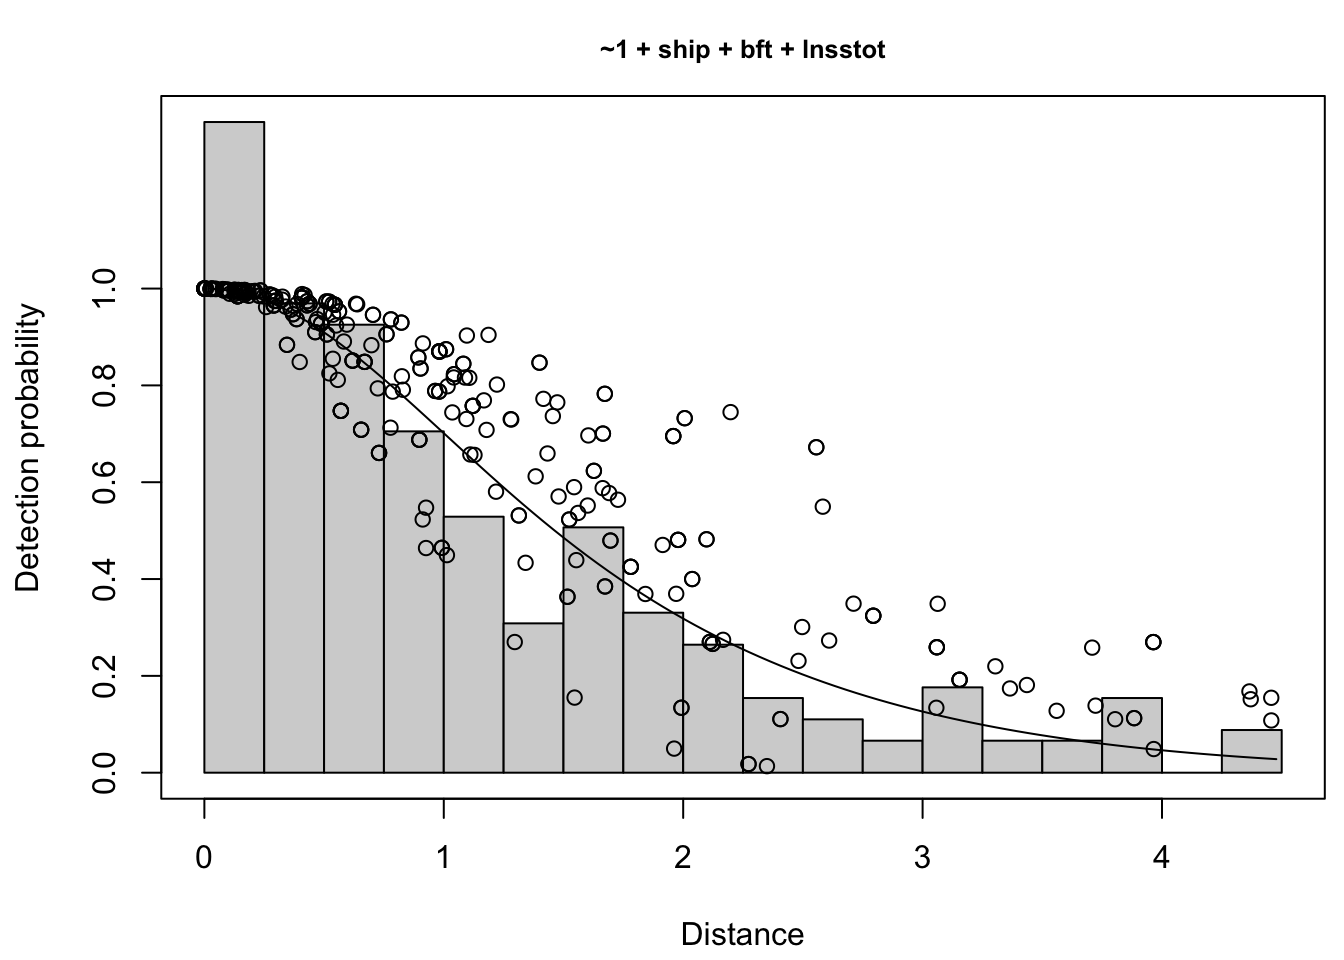 ~1 + ship + bft + lnsstot
Detection probability
1.0
0.8
0.6
0.4
0.2
0.0
0 1 2 3 4
Distance